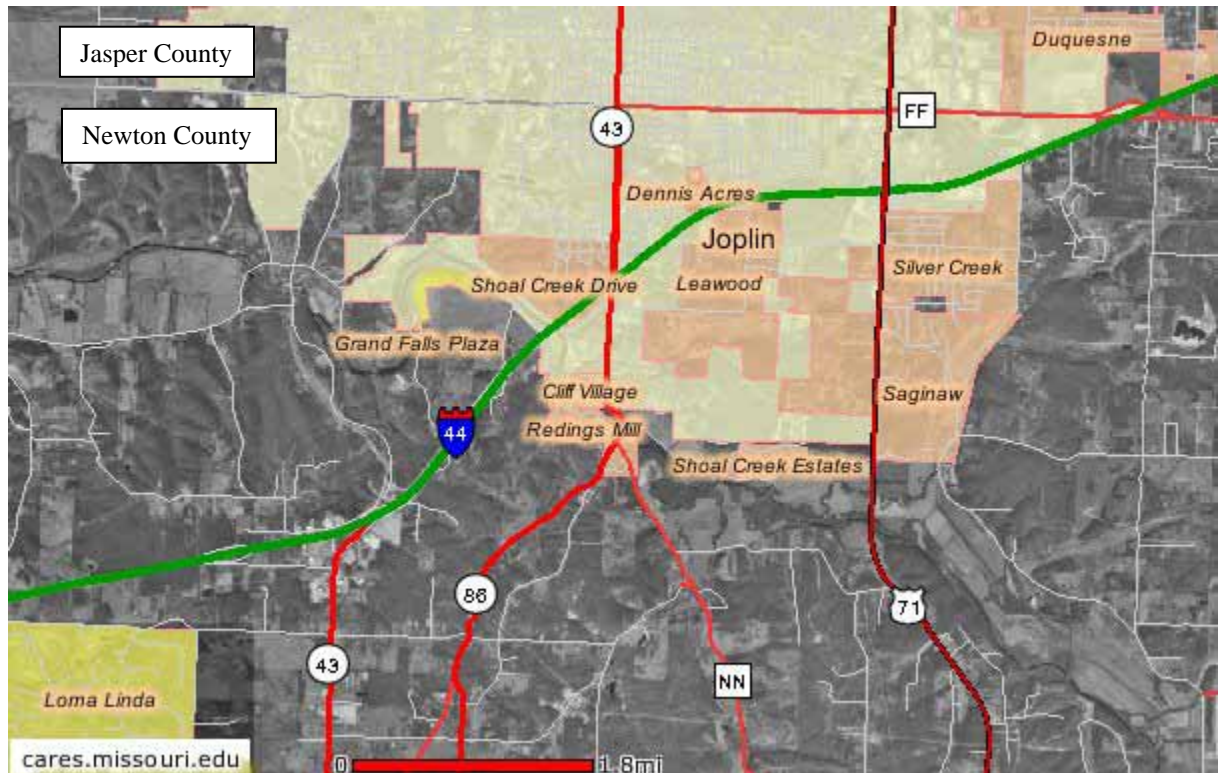 Jasper County
Duquesne
Newton County
FF
43
Dennis Acres
Joplin
Silver Creek
Shoal Creek Drive
Leawood
Grand Falls Plaza
Cliff Village
Saginaw
Redings Mill
44
Shoal Creek Estates
86
71
43
NN
Loma Linda
cares.missouri.edu
0 1.8mi